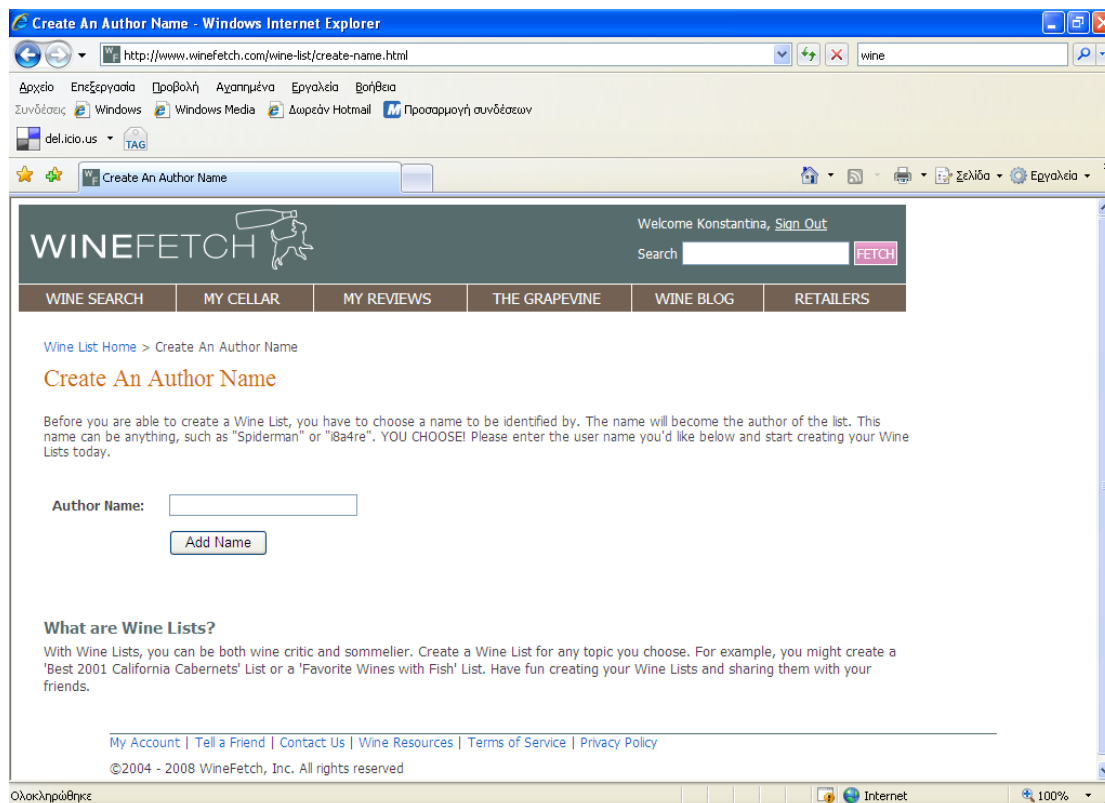 Create An Author Name - Windows Internet Explorer
http://www.winefetch.com/wine-list/create-name.html wine
Αρχείο Επεξεργασία Προβολή Αγαπημένα Εργαλεία Βοήθεια
Συνδέσεις Windows Windows Media Δωρεάν Hotmail Προσαρμογή συνδέσεων
del.icio.us TAG
Create An Author Name Σελίδα Εργαλεία
Welcome Konstantina, Sign Out
WINEFETCH
Search FETCH
WINE SEARCH MY CELLAR MY REVIEWS THE GRAPEVINE WINE BLOG RETAILERS
Wine List Home > Create An Author Name
Create An Author Name
Before you are able to create a Wine List, you have to choose a name to be identified by. The name will become the author of the list. This
name can be anything, such as "Spiderman" or "i8a4re". YOU CHOOSE! Please enter the user name you'd like below and start creating your Wine
Lists today.
Author Name:
Add Name
What are Wine Lists?
With Wine Lists, you can be both wine critic and sommelier. Create a Wine List for any topic you choose. For example, you might create a
'Best 2001 California Cabernets' List or a 'Favorite Wines with Fish' List. Have fun creating your Wine Lists and sharing them with your
friends.
My Account | Tell a Friend | Contact Us | Wine Resources | Terms of Service | Privacy Policy
©2004 - 2008 WineFetch, Inc. All rights reserved
Ολοκληρώθηκε Internet 100%